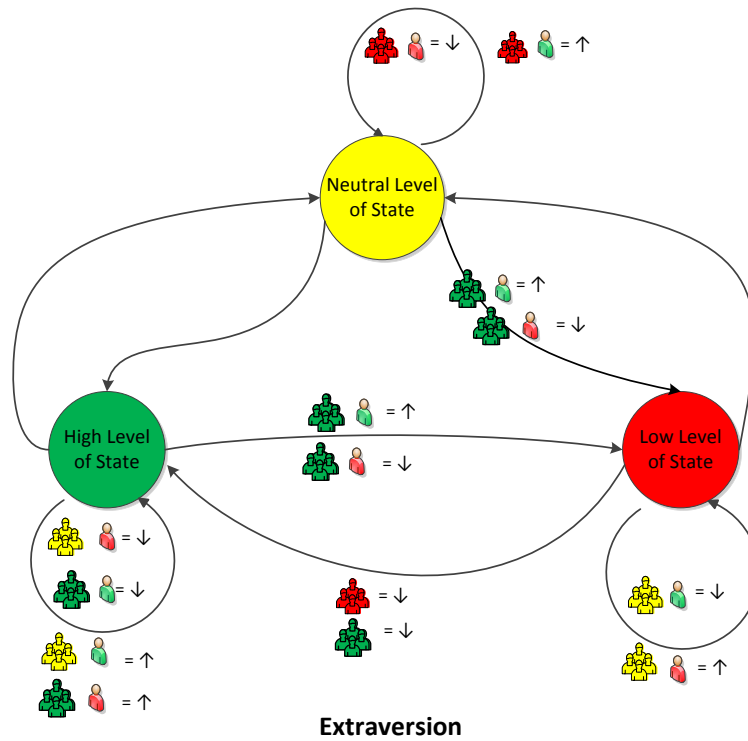 = ↓
= ↑
Neutral Level
of State
= ↑
= ↓
= ↑
= ↓
High Level
of State
Low Level
of State
= ↓
= ↓
= ↑
= ↑
= ↓
= ↓
= ↓
= ↑
Extraversion